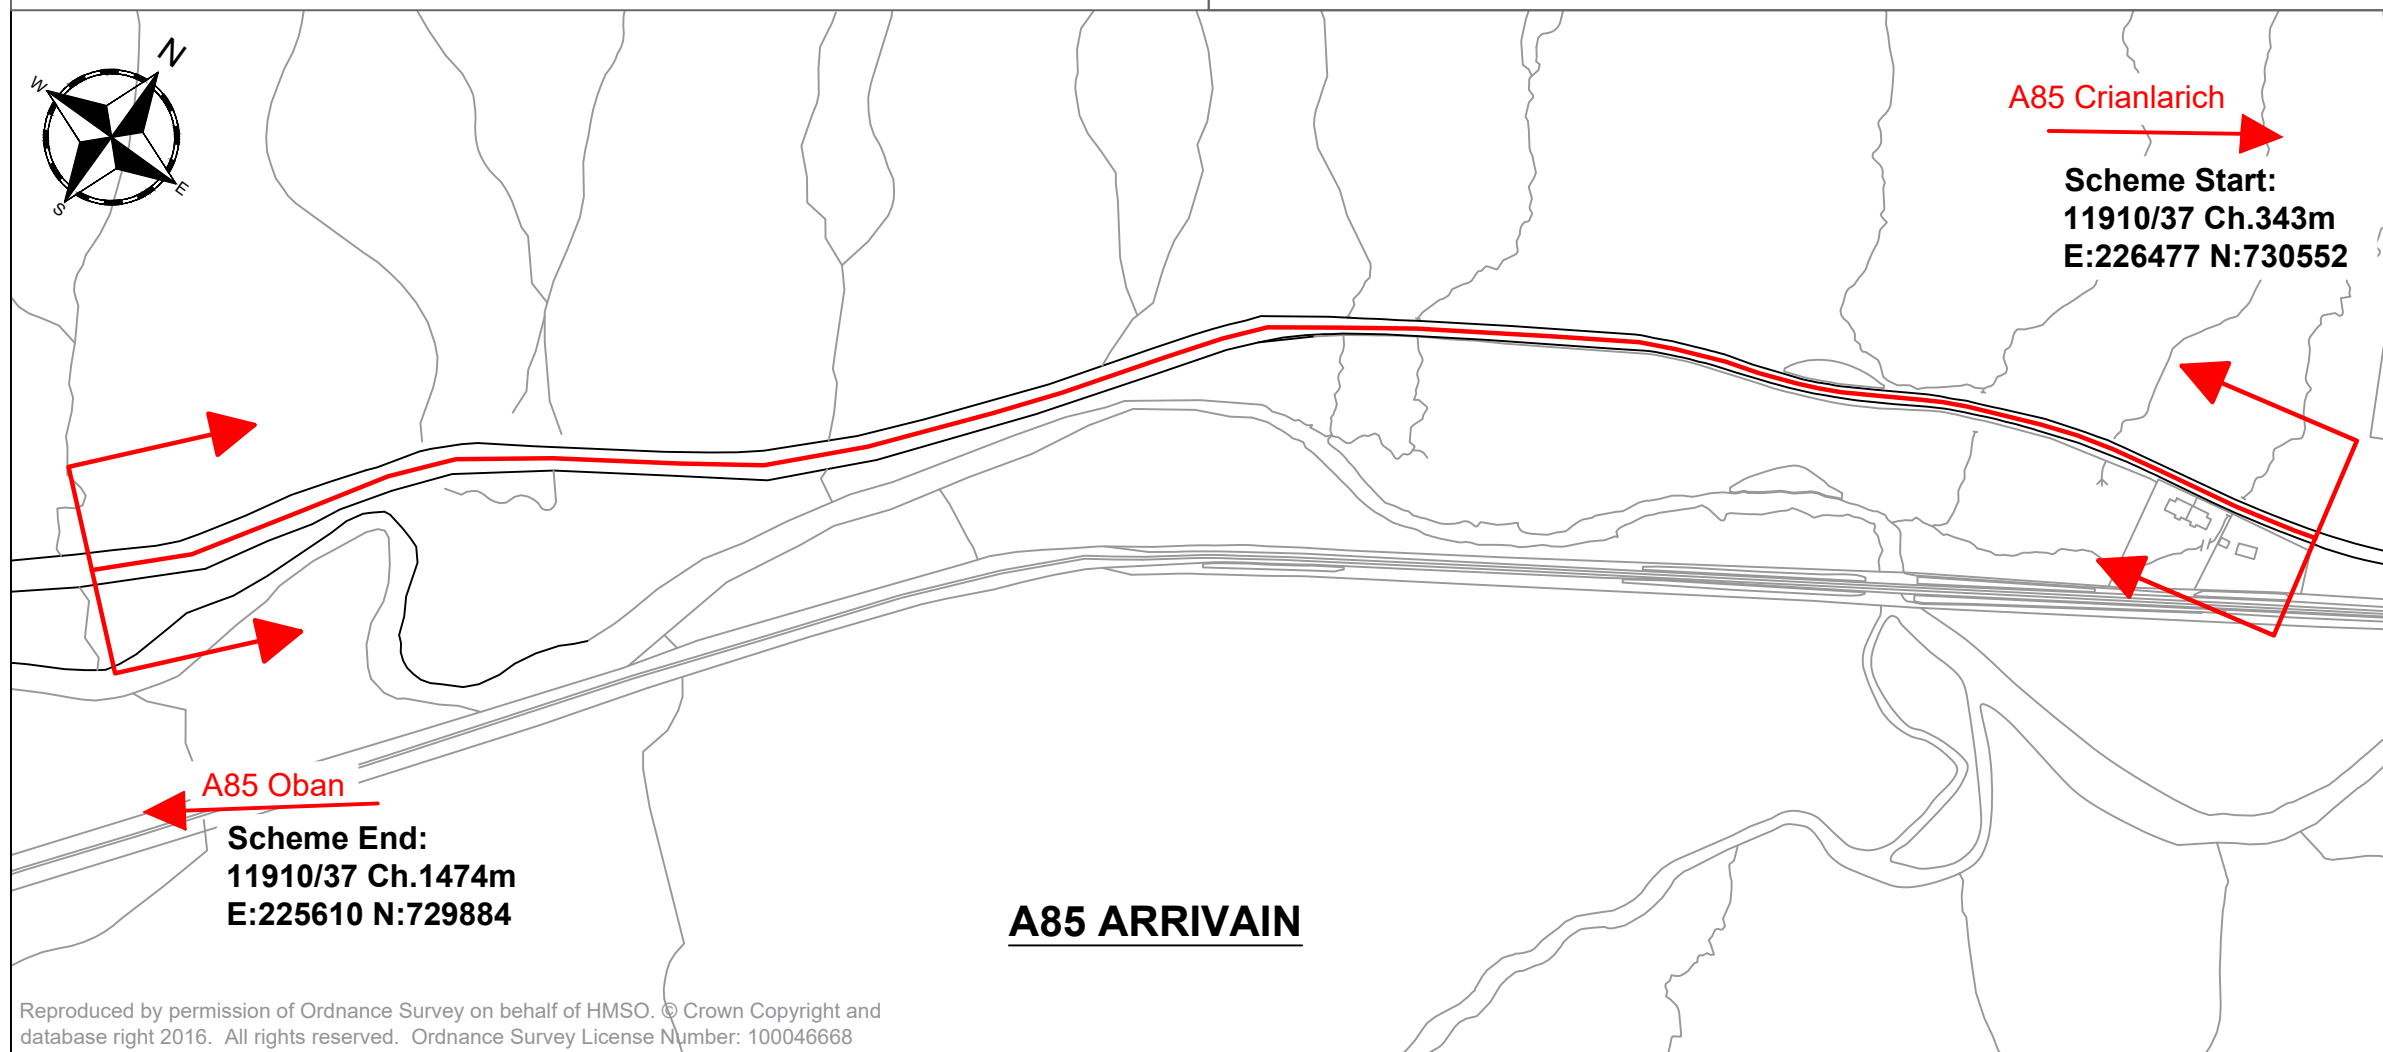 N
W
E
S
A85 Crianlarich
Scheme Start:
11910/37 Ch.343m
E:226477 N:730552
A85 Oban
Scheme End:
11910/37 Ch.1474m
E:225610 N:729884
A85 ARRIVAIN
Reproduced by permission of Ordnance Survey on behalf of HMSO. © Crown Copyright and
database right 2016. All rights reserved. Ordnance Survey License Number: 100046668